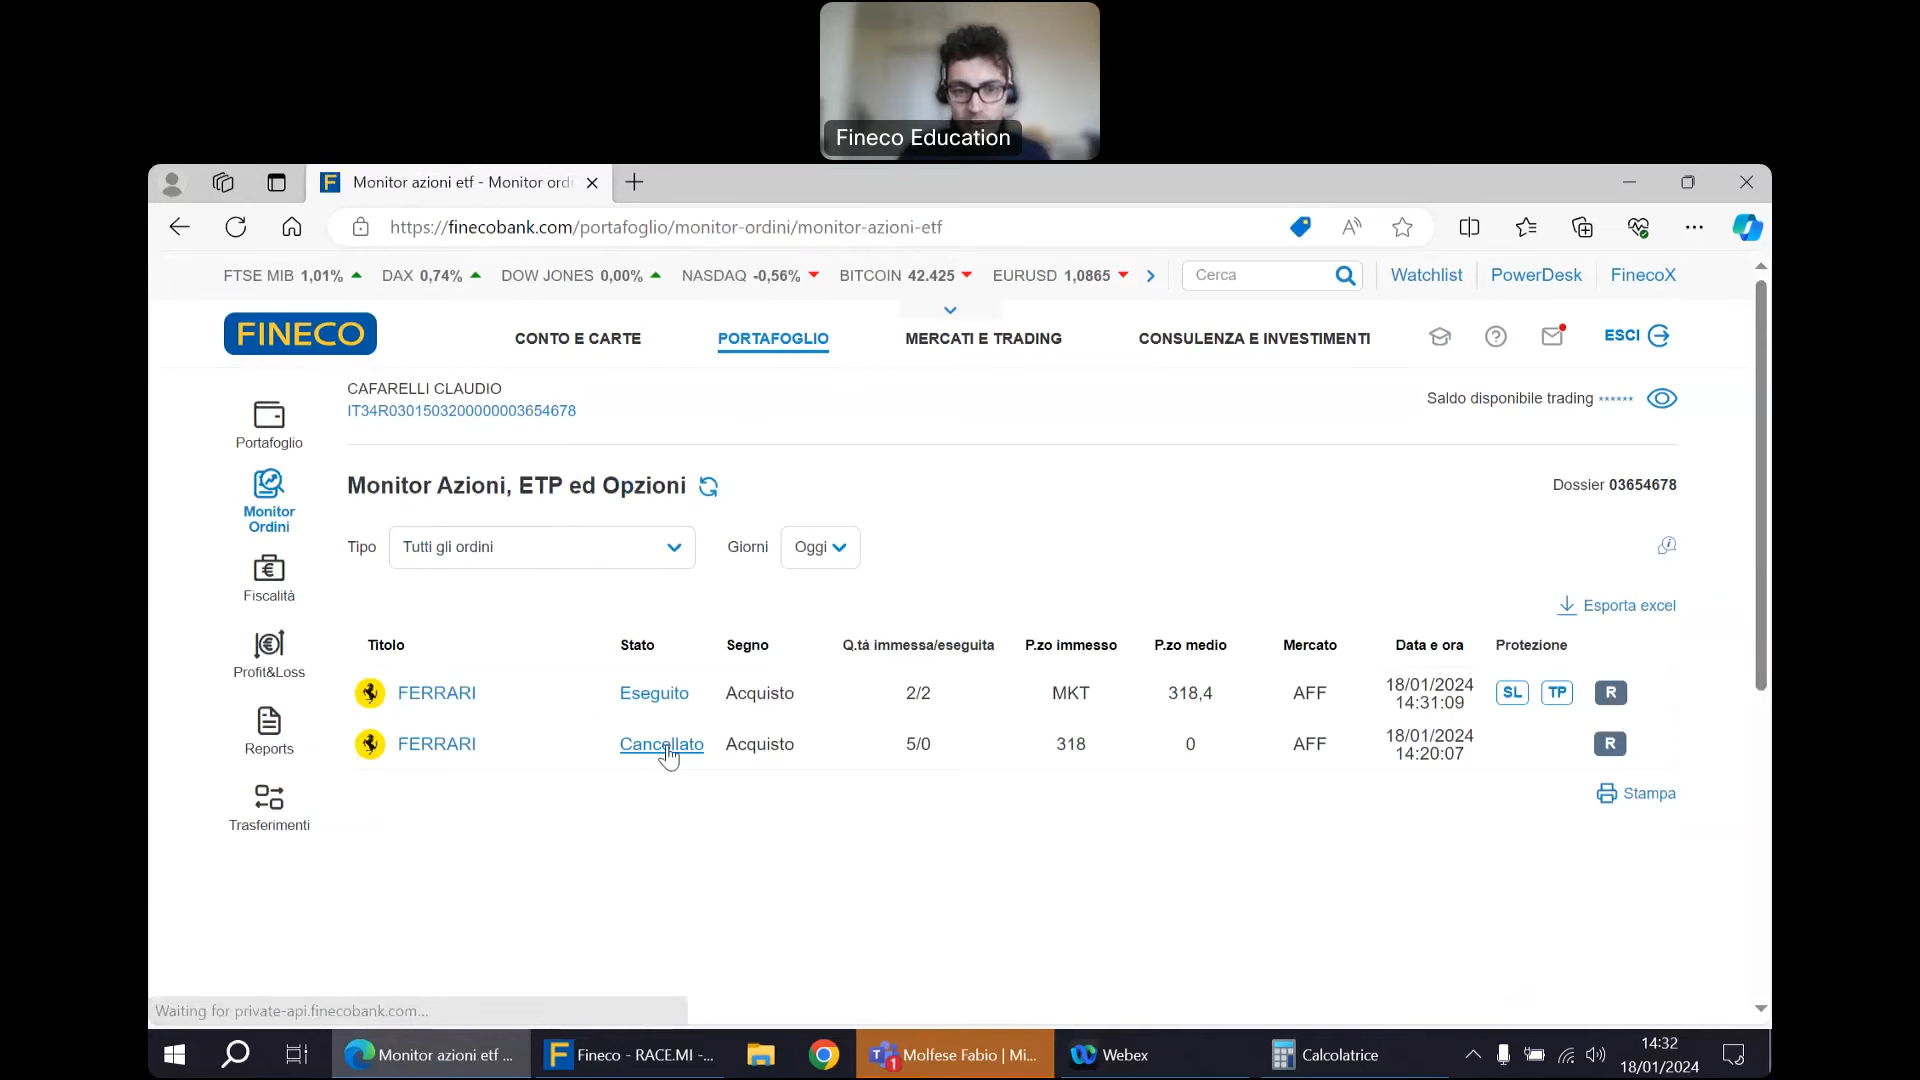 Fineco Education
Monitor azioni etf - Monitor ordi
https://finecobank.com/portafoglio/monitor-ordini/monitor-azioni-etf
FTSE MIB 1,01% DAX 0,74% DOW JONES 0,00% NASDAQ -0,56% BITCOIN 42.425 EURUSD 1,0865 Cerca Watchlist PowerDesk FinecoX
FINECO CONTO E CARTE PORTAFOGLIO MERCATI E TRADING CONSULENZA E INVESTIMENTI ESCI
CAFARELLI CLAUDIO
IT34R0301503200000003654678
Saldo disponibile trading ******
Portafoglio
Monitor
Ordini
Fiscalità
Profit&Loss
Reports
Trasferimenti
Monitor Azioni, ETP ed Opzioni
Dossier 03654678
Tipo Tutti gli ordini Giorni Oggi
Esporta excel
Titolo Stato Segno Q.tà immessa/eseguita P.zo immesso P.zo medio Mercato Data e ora Protezione
FERRARI Eseguito Acquisto 2/2 MKT 318,4 AFF 18/01/2024 14:31:09 SL TP R
FERRARI Cancellato Acquisto 5/0 318 0 AFF 18/01/2024 14:20:07 R
Stampa
Waiting for private-api.finecobank.com...
Monitor azioni etf ... Fineco - RACE.MI -... Molfese Fabio | Mi... Webex Calcolatrice
1
14:32
18/01/2024